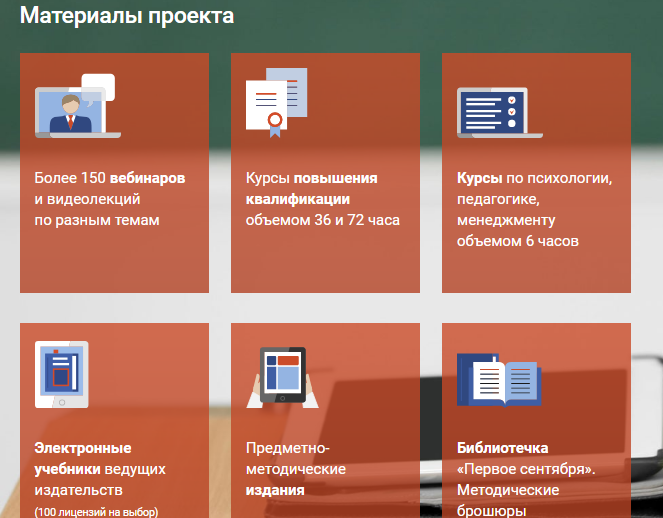 Материалы проекта
Более 150 вебинаров
и видеолекций
по разным темам
Курсы повышения
квалификации
объемом 36 и 72 часа
Курсы по психологии,
педагогике,
менеджменту
объемом 6 часов
Электронные
учебники ведущих
издательств
(100 лицензий на выбор)
Предметно-
методические
издания
Библиотечка
«Первое сентября».
Методические
брошюры